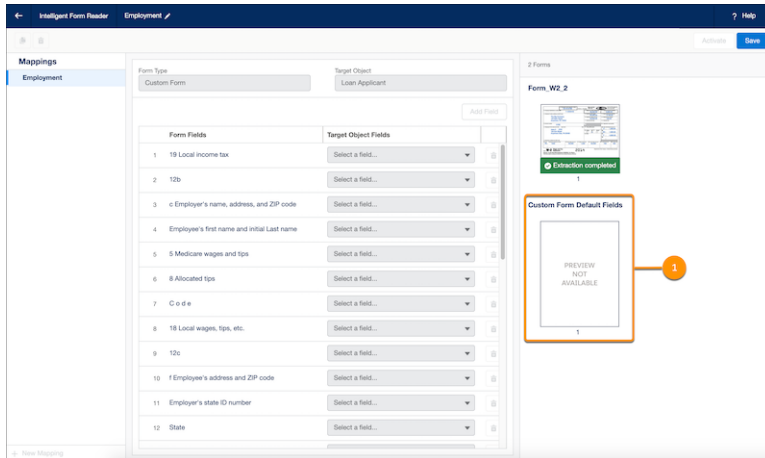 Intelligent Form Reader
Employment
? Help
Activate
Save
Mappings
Employment
Form Type
Custom Form
Target Object
Loan Applicant
Add Field
Form Fields
Target Object Fields
1 19 Local income tax Select a field...
2 12b Select a field...
3 c Employer's name, address, and ZIP code Select a field...
4 Employee's first name and initial Last name Select a field...
5 5 Medicare wages and tips Select a field...
6 8 Allocated tips Select a field...
7 C o d e Select a field...
8 18 Local wages, tips, etc. Select a field...
9 12c Select a field...
10 f Employee's address and ZIP code Select a field...
11 Employer's state ID number Select a field...
12 State Select a field...
+ New Mapping
2 Forms
Form_W2_2
2014
Extraction completed
1
Custom Form Default Fields
PREVIEW
NOT
AVAILABLE
1
1